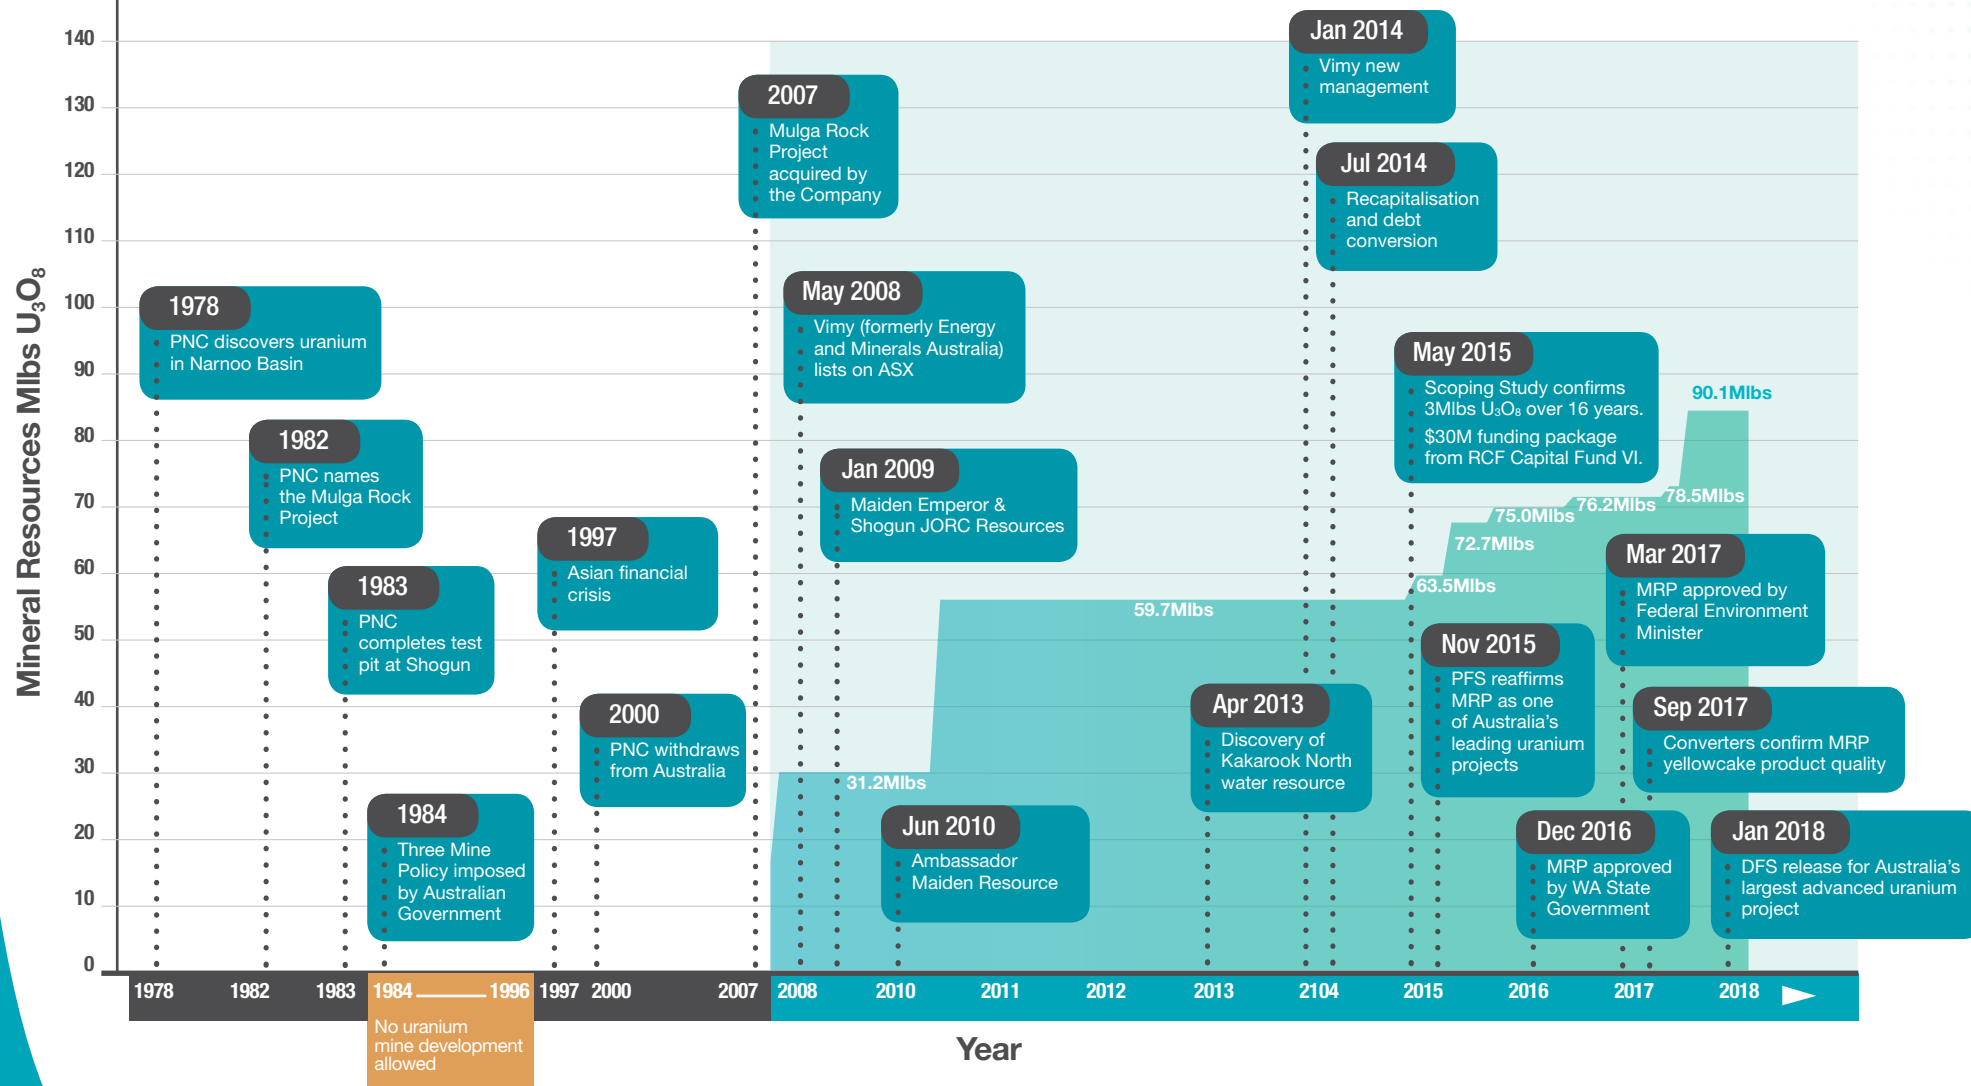 Mineral Resources Mlbs U₃O₈
140
130
120
110
100
90
80
70
60
50
40
30
20
10
0
1978
PNC discovers uranium
in Narnoo Basin
1982
PNC names
the Mulga Rock
Project
1983
PNC
completes test
pit at Shogun
1984
Three Mine
Policy imposed
by Australian
Government
1997
Asian financial
crisis
2000
PNC withdraws
from Australia
2007
Mulga Rock
Project
acquired by
the Company
May 2008
Vimy (formerly Energy
and Minerals Australia)
lists on ASX
Jan 2009
Maiden Emperor &
Shogun JORC Resources
Jun 2010
Ambassador
Maiden Resource
Apr 2013
Discovery of
Kakarook North
water resource
Jan 2014
Vimy new
management
Jul 2014
Recapitalisation
and debt
conversion
May 2015
Scoping Study confirms
3Mlbs U₃O₈ over 16 years.
$30M funding package
from RCF Capital Fund VI.
Nov 2015
PFS reaffirms
MRP as one
of Australia’s
leading uranium
projects
Dec 2016
MRP approved
by WA State
Government
Mar 2017
MRP approved by
Federal Environment
Minister
Sep 2017
Converters confirm MRP
yellowcake product quality
Jan 2018
DFS release for Australia’s
largest advanced uranium
project
31.2Mlbs
59.7Mlbs
63.5Mlbs
72.7Mlbs
75.0Mlbs
76.2Mlbs
78.5Mlbs
90.1Mlbs
1978 1982 1983 1984 1996 1997 2000 2007 2008 2010 2011 2012 2013 2104 2015 2016 2017 2018
No uranium
mine development
allowed
Year